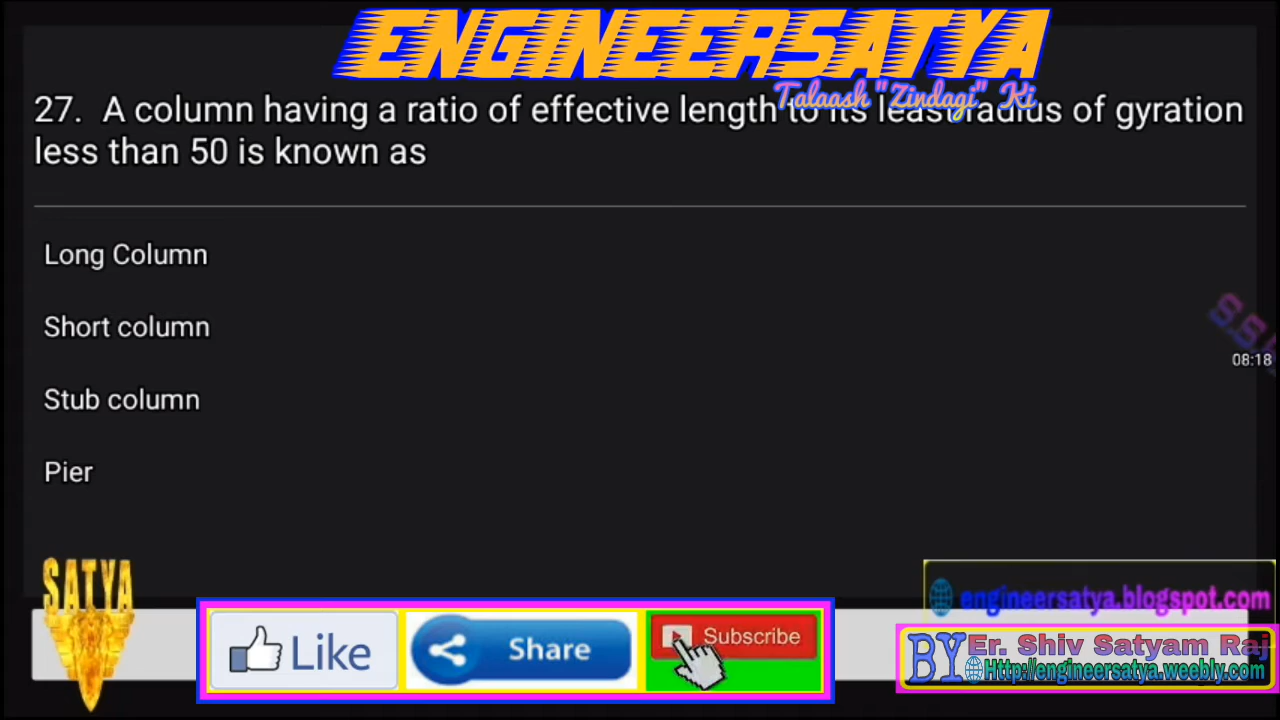 ENGINEERSATYA
Talaash "Zindagi" Ki
27. A column having a ratio of effective length to its least radius of gyration
less than 50 is known as
Long Column
Short column
Stub column
Pier
08:18
SATYA
Like
Share
Subscribe
engineersatya.blogspot.com
BY Er. Shiv Satyam Raj
Http://engineersatya.weebly.com